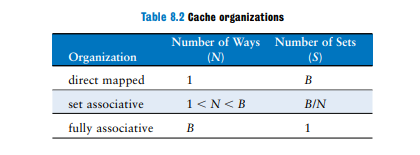 Table 8.2 Cache organizations
Number of Ways Number of Sets
Organization (N) (S)
direct mapped 1 B
set associative 1 < N < B B/N
fully associative B 1